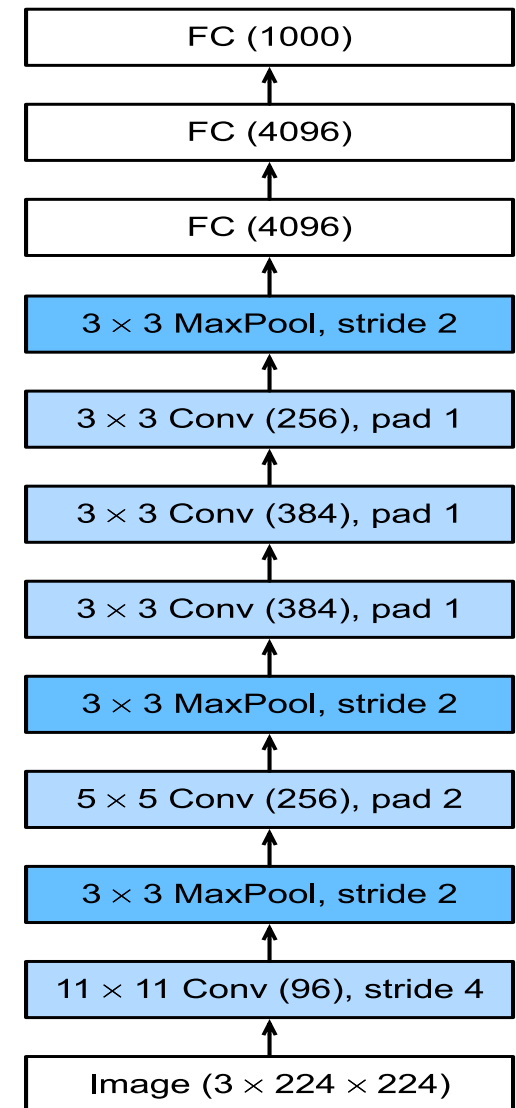 FC (1000)
FC (4096)
FC (4096)
3 × 3 MaxPool, stride 2
3 × 3 Conv (256), pad 1
3 × 3 Conv (384), pad 1
3 × 3 Conv (384), pad 1
3 × 3 MaxPool, stride 2
5 × 5 Conv (256), pad 2
3 × 3 MaxPool, stride 2
11 × 11 Conv (96), stride 4
Image (3 × 224 × 224)